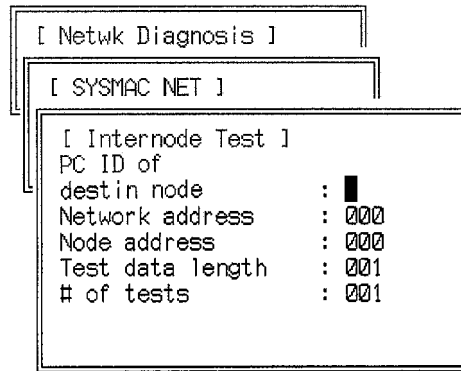 [ Netwk Diagnosis ]
[ SYSMAC NET ]
[ Internode Test ]
PC ID of
destin node : 
Network address : 000
Node address : 000
Test data length : 001
# of tests : 001